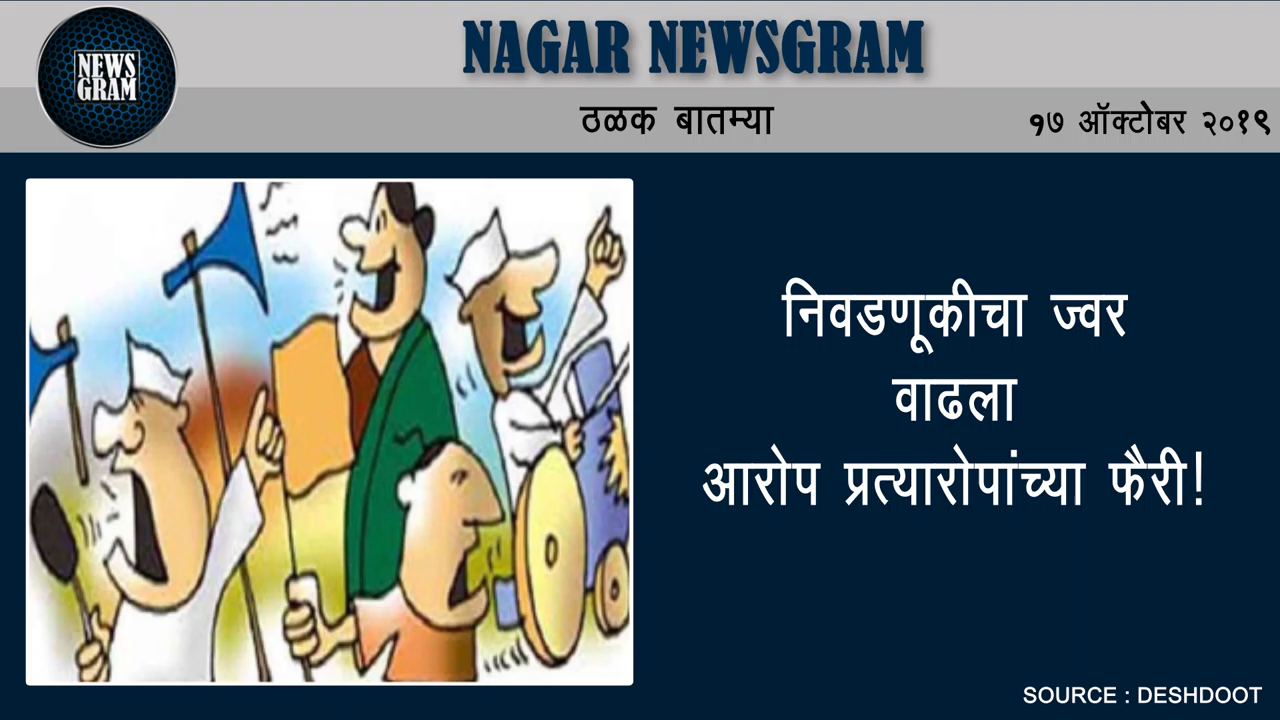 NEWS
GRAM
NAGAR NEWSGRAM
ठळक बातम्या
१७ ऑक्टोबर २०१९
निवडणूकीचा ज्वर
वाढला
आरोप प्रत्यारोपांच्या फैरी!
SOURCE : DESHDOOT